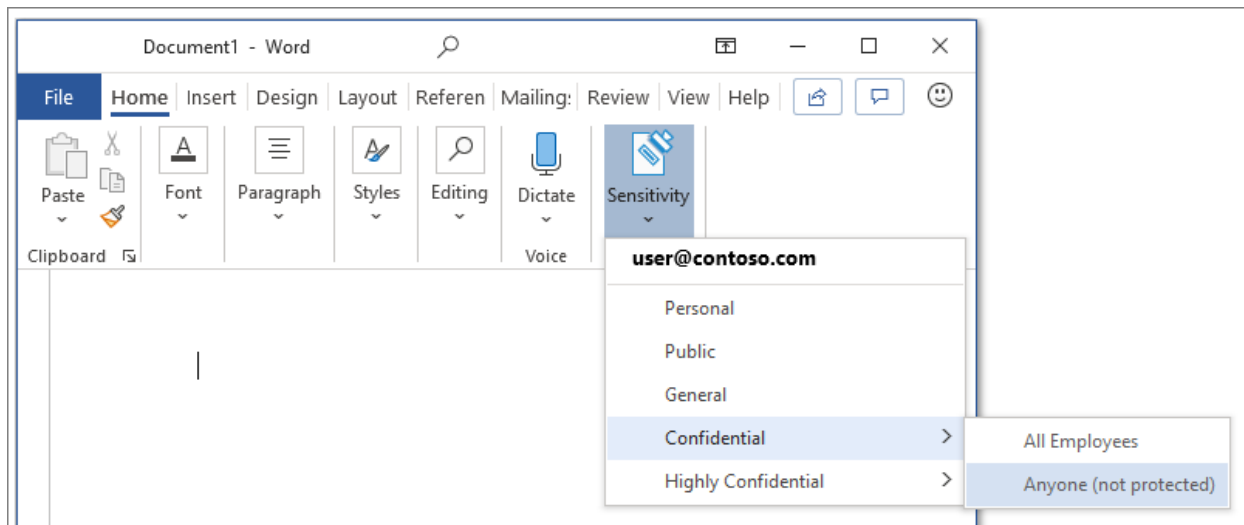 Document1 - Word
File Home Insert Design Layout Referen Mailing: Review View Help
Paste Font Paragraph Styles Editing Dictate Sensitivity
Clipboard Voice
user@contoso.com
Personal
Public
General
Confidential
All Employees
Highly Confidential
Anyone (not protected)